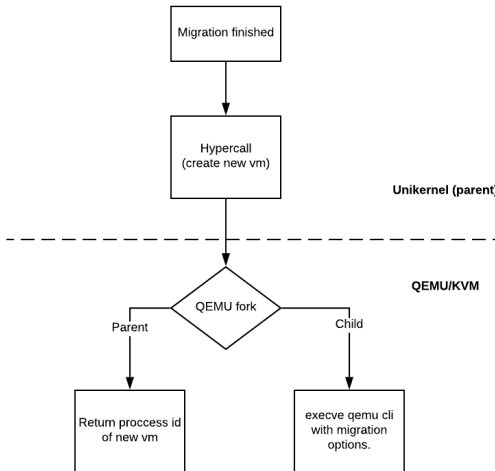 Migration finished
Hypercall
(create new vm)
Unikernel (parent)
QEMU/KVM
QEMU fork
Parent
Child
Return proccess id
of new vm
execve qemu cli
with migration
options.